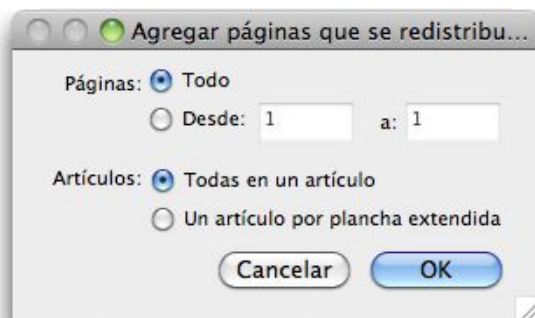 Agregar páginas que se redistribu...
Páginas: Todo
Desde: 1 a: 1
Artículos: Todas en un artículo
Un artículo por plancha extendida
Cancelar OK